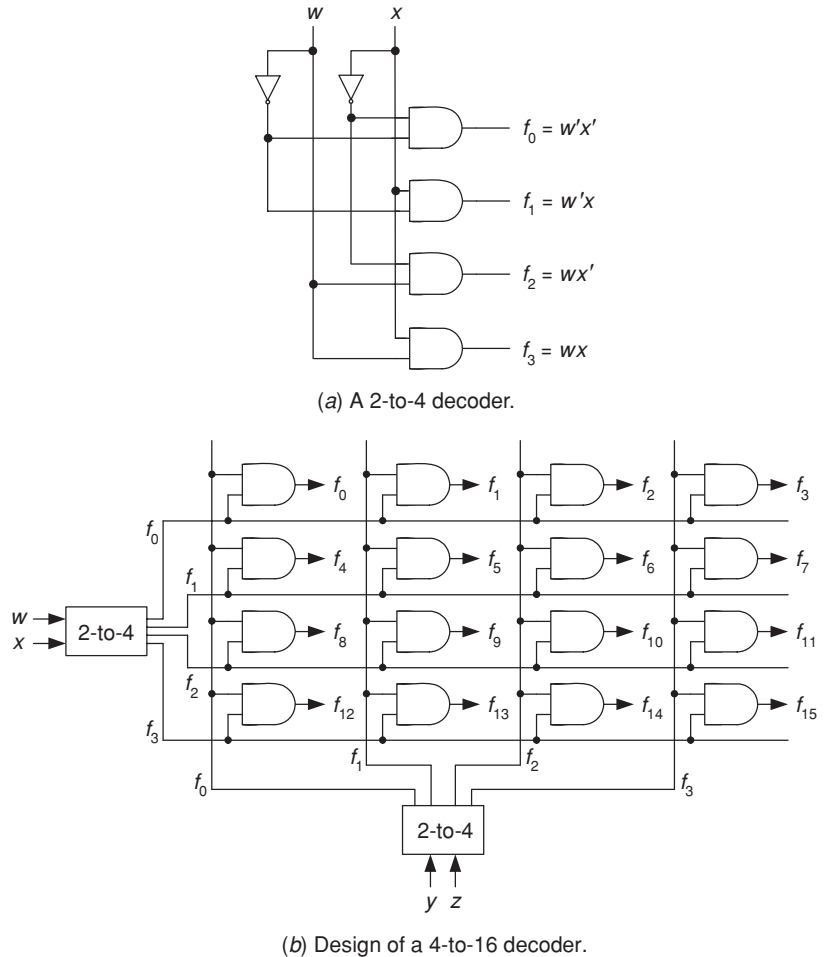 w x
f₀ = w'x'
f₁ = w'x
f₂ = wx'
f₃ = wx
(a) A 2-to-4 decoder.
f₀ f₁ f₂ f₃
f₀
f₄ f₅ f₆ f₇
f₁
w
2-to-4
x
f₈ f₉ f₁₀ f₁₁
f₂
f₁₂ f₁₃ f₁₄ f₁₅
f₃
f₁ f₂
f₀ f₃
2-to-4
y z
(b) Design of a 4-to-16 decoder.